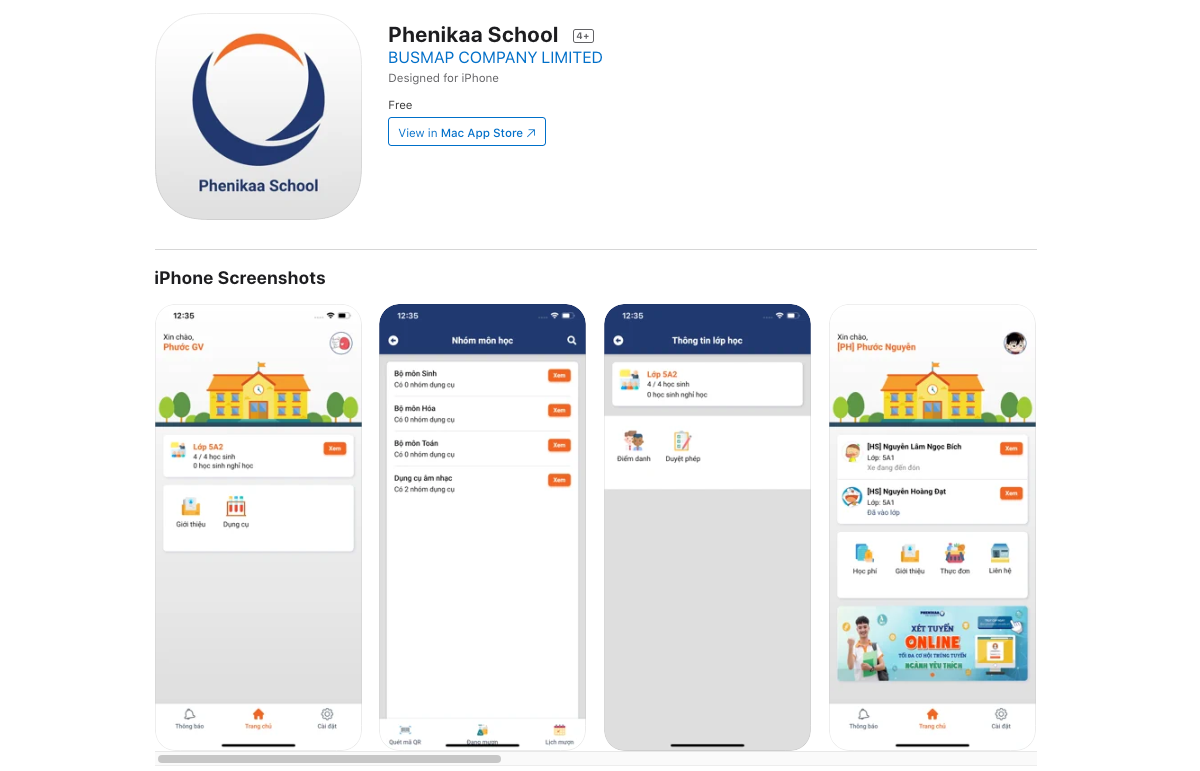 Phenikaa School 4+
BUSMAP COMPANY LIMITED
Designed for iPhone
Free
View in Mac App Store ↗
Phenikaa School
iPhone Screenshots
12:35
Xin chào,
Phước GV
Lớp 5A2
4 / 4 học sinh
0 học sinh nghỉ học
Xem
Giới thiệu
Dụng cụ
Thông báo
Trang chủ
Cài đặt
12:35
Nhóm môn học
Bộ môn Sinh
Có 0 nhóm dụng cụ
Xem
Bộ môn Hóa
Có 0 nhóm dụng cụ
Xem
Bộ môn Toán
Có 0 nhóm dụng cụ
Xem
Dụng cụ âm nhạc
Có 2 nhóm dụng cụ
Xem
Quét mã QR
Đang mượn
Lịch mượn
12:35
Thông tin lớp học
Lớp 5A2
4 / 4 học sinh
0 học sinh nghỉ học
Điểm danh
Duyệt phép
Xin chào,
[PH] Phước Nguyên
[HS] Nguyễn Lâm Ngọc Bích
Lớp: 5A1
Xe đang đến đón
Xem
[HS] Nguyễn Hoàng Đạt
Lớp: 5A1
Đã vào lớp
Xem
Học phí
Giới thiệu
Thực đơn
Liên hệ
PHENIKAA
XÉT TUYỂN
ONLINE
TỐI ĐA CƠ HỘI TRÚNG TUYỂN
NGÀNH YÊU THÍCH
Thông báo
Trang chủ
Cài đặt